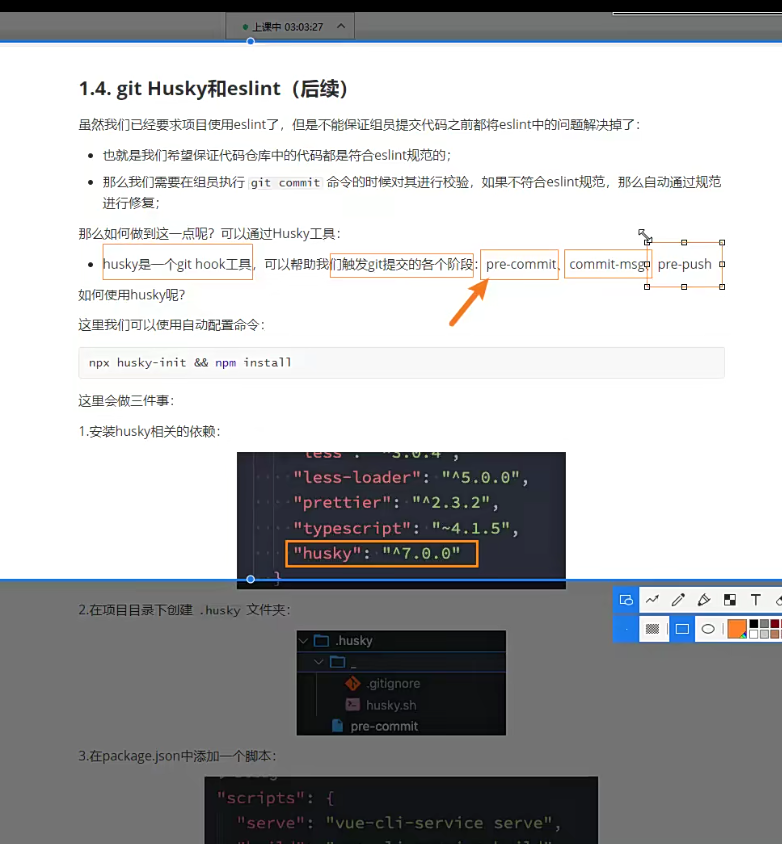 上课中 03:03:27
1.4. git Husky和eslint（后续）
虽然我们已经要求项目使用eslint了，但是不能保证组员提交代码之前都将eslint中的问题解决掉了：
也就是我们希望保证代码仓库中的代码都是符合eslint规范的；
那么我们需要在组员执行 git commit 命令的时候对其进行校验，如果不符合eslint规范，那么自动通过规范
进行修复；
那么如何做到这一点呢？可以通过Husky工具：
husky是一个git hook工具，可以帮助我们触发git提交的各个阶段：pre-commit、commit-msg、pre-push
如何使用husky呢？
这里我们可以使用自动配置命令：
npx husky-init && npm install
这里会做三件事：
1.安装husky相关的依赖：
"less": "^3.0.4",
"less-loader": "^5.0.0",
"prettier": "^2.3.2",
"typescript": "~4.1.5",
"husky": "^7.0.0"
}
2.在项目目录下创建 .husky 文件夹：
.husky
_
.gitignore
husky.sh
pre-commit
3.在package.json中添加一个脚本：
"scripts": {
"serve": "vue-cli-service serve",
T